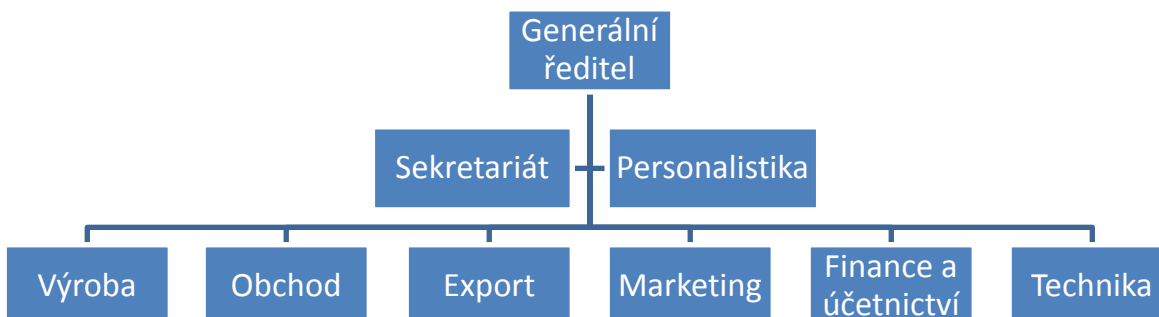 Generální
ředitel
Sekretariát
Personalistika
Výroba
Obchod
Export
Marketing
Finance a
účetnictví
Technika